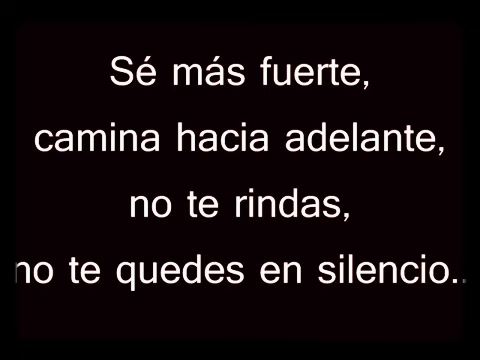 Sé más fuerte,
camina hacia adelante,
no te rindas,
no te quedes en silencio..